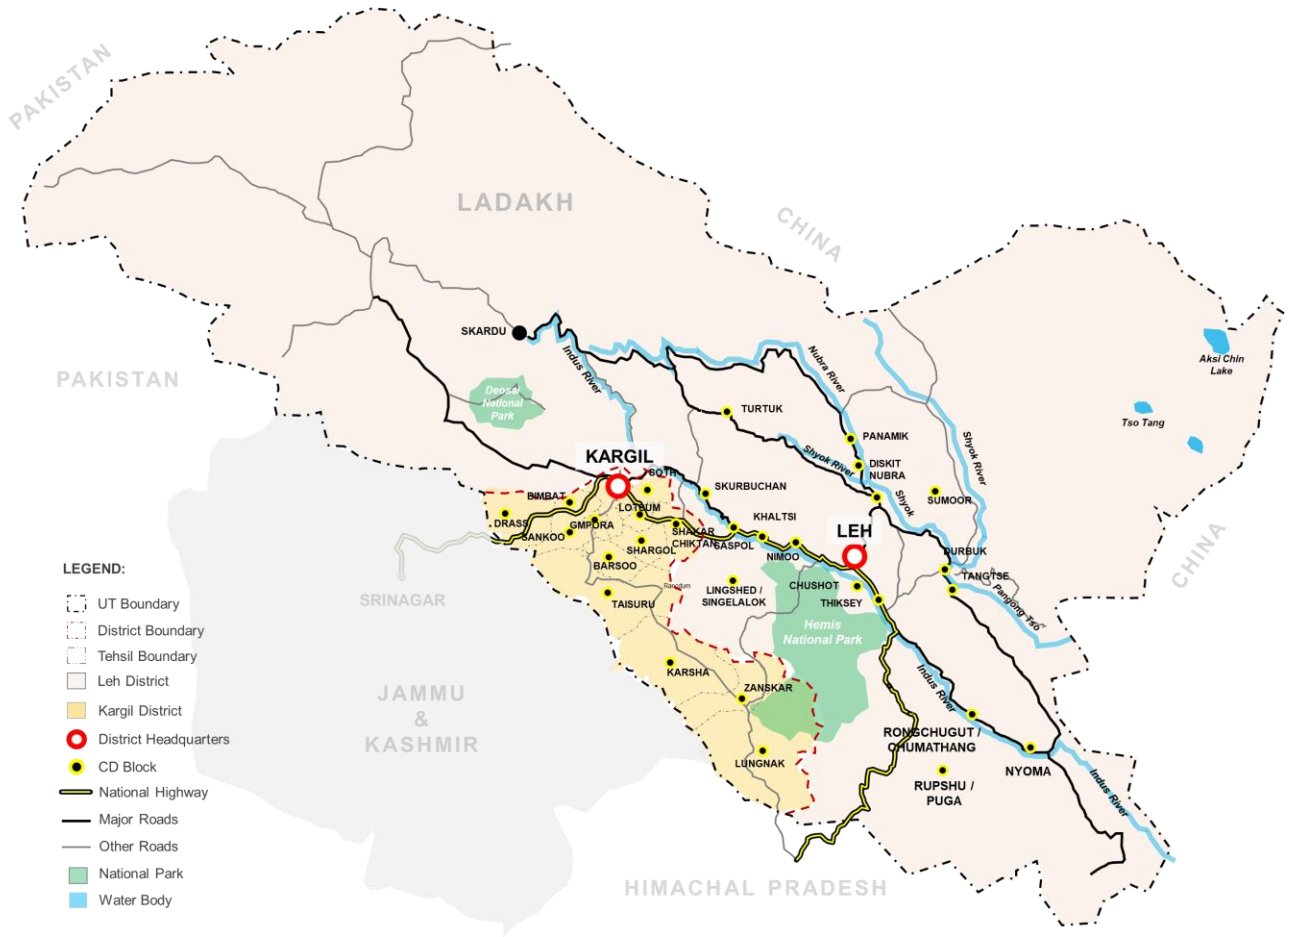 PAKISTAN
LADAKH
CHINA
SKARDU
Indus River
Nubra River
Aksi Chin
Lake
PAKISTAN
Deosai
National
Park
TURTUK
Tso Tang
PANAMIK
Shyok River
Shyok River
KARGIL
SOTH
DISKIT
NUBRA
SKURBUCHAN
SUMOOR
BIMBAT
Shyok
LOTSUM
DRASS
GMPORA
KHALTSI
SANKOO
SHAKAR
CHIKTAN
SASPOL
LEH
SHARGOL
NIMOO
DURBUK
BARSOO
TANGTSE
CHINA
LEGEND:
UT Boundary
District Boundary
Tehsil Boundary
Leh District
Kargil District
District Headquarters
CD Block
National Highway
Major Roads
Other Roads
National Park
Water Body
SRINAGAR
TAISURU
Rangdum
LINGSHED /
SINGELALOK
CHUSHOT
THIKSEY
Pangong Tso
Hemis
National Park
KARSHA
ZANSKAR
Indus River
JAMMU
&
KASHMIR
LUNGNAK
RONGCHUGUT /
CHUMATHANG
NYOMA
RUPSHU /
PUGA
Indus River
HIMACHAL PRADESH